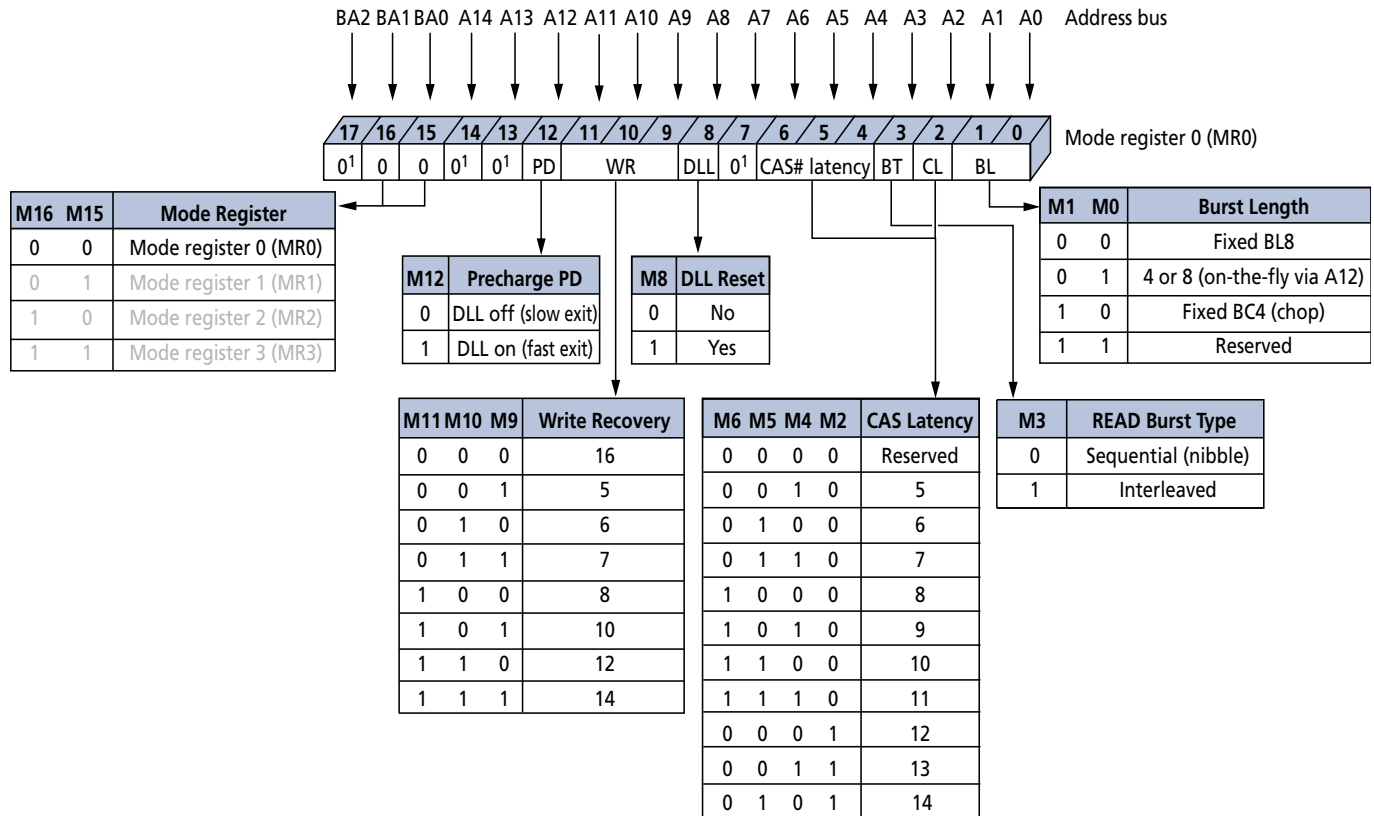 BA2 BA1 BA0 A14 A13 A12 A11 A10 A9 A8 A7 A6 A5 A4 A3 A2 A1 A0 Address bus
17 16 15 14 13 12 11 10 9 8 7 6 5 4 3 2 1 0
Mode register 0 (MR0)
0¹ 0 0 0¹ 0¹ PD WR DLL 0¹ CAS# latency BT CL BL
M16 M15 Mode Register
0 0 Mode register 0 (MR0)
0 1 Mode register 1 (MR1)
1 0 Mode register 2 (MR2)
1 1 Mode register 3 (MR3)
M12 Precharge PD
0 DLL off (slow exit)
1 DLL on (fast exit)
M8 DLL Reset
0 No
1 Yes
M1 M0 Burst Length
0 0 Fixed BL8
0 1 4 or 8 (on-the-fly via A12)
1 0 Fixed BC4 (chop)
1 1 Reserved
M11 M10 M9 Write Recovery
0 0 0 16
0 0 1 5
0 1 0 6
0 1 1 7
1 0 0 8
1 0 1 10
1 1 0 12
1 1 1 14
M6 M5 M4 M2 CAS Latency
0 0 0 0 Reserved
0 0 1 0 5
0 1 0 0 6
0 1 1 0 7
1 0 0 0 8
1 0 1 0 9
1 1 0 0 10
1 1 1 0 11
0 0 0 1 12
0 0 1 1 13
0 1 0 1 14
M3 READ Burst Type
0 Sequential (nibble)
1 Interleaved